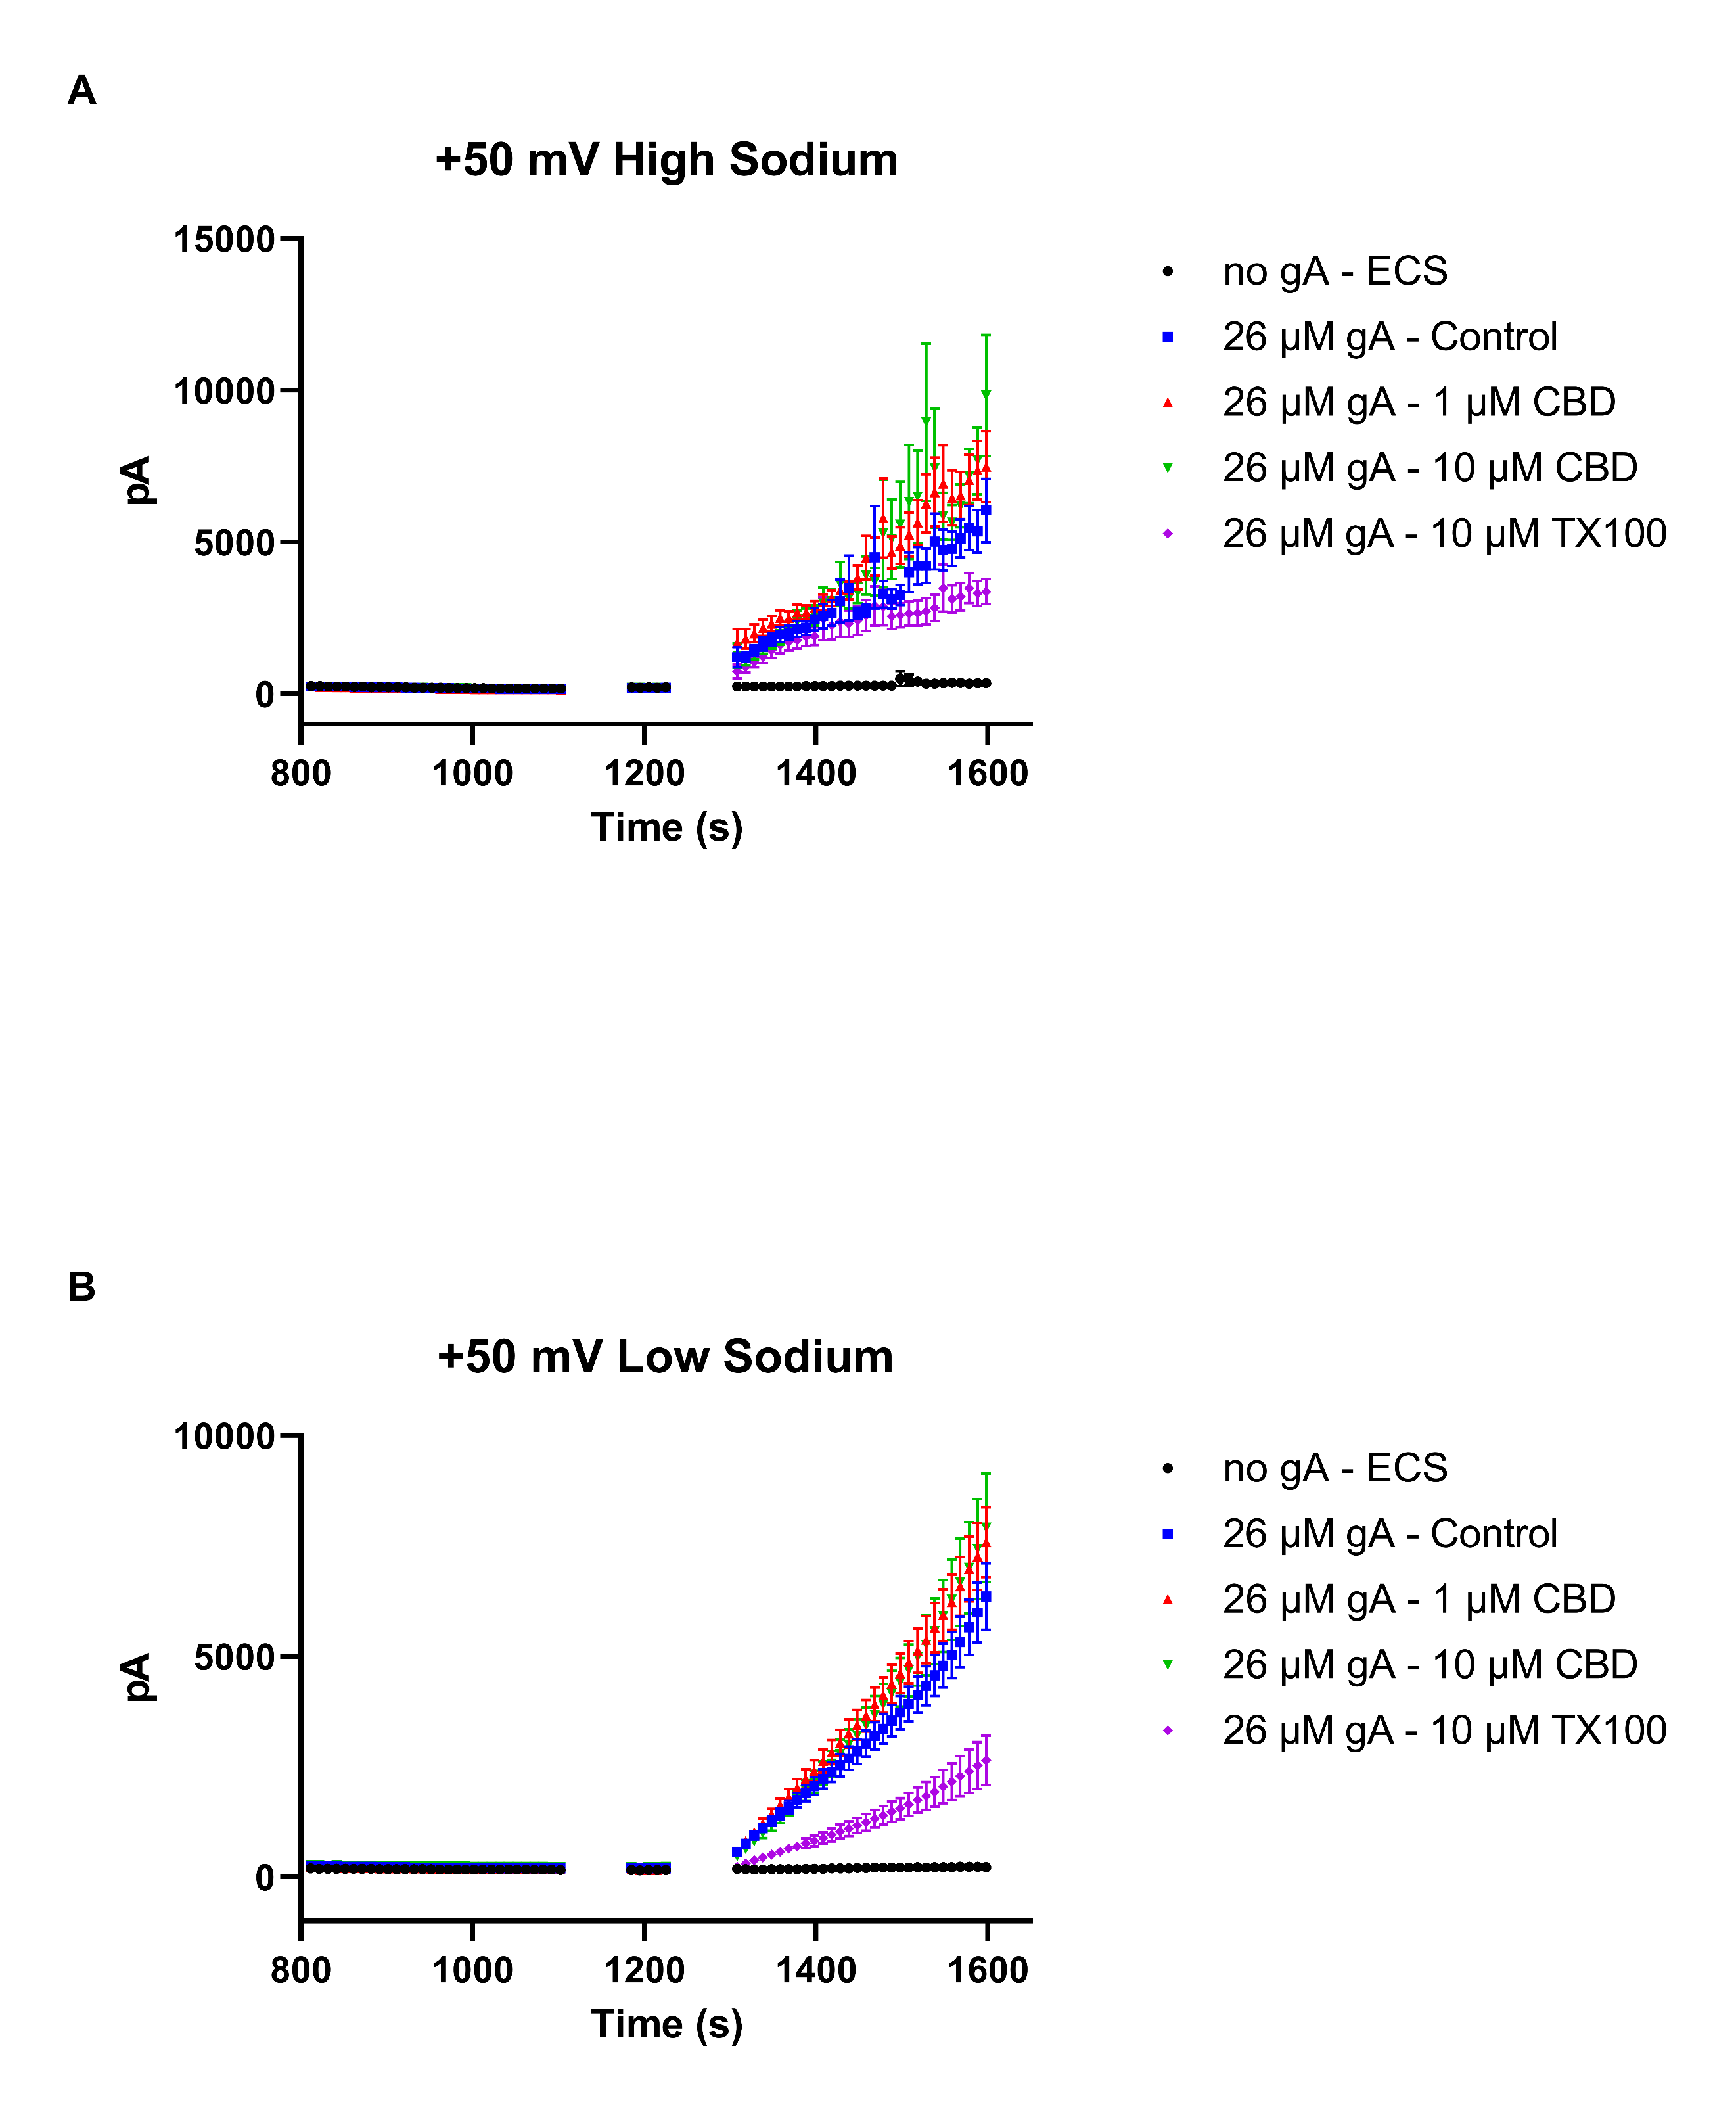 A
+50 mV High Sodium
15000
10000
5000
0
pA
800 1000 1200 1400 1600
Time (s)
no gA - ECS
26 µM gA - Control
26 µM gA - 1 µM CBD
26 µM gA - 10 µM CBD
26 µM gA - 10 µM TX100
B
+50 mV Low Sodium
10000
5000
0
pA
800 1000 1200 1400 1600
Time (s)
no gA - ECS
26 µM gA - Control
26 µM gA - 1 µM CBD
26 µM gA - 10 µM CBD
26 µM gA - 10 µM TX100